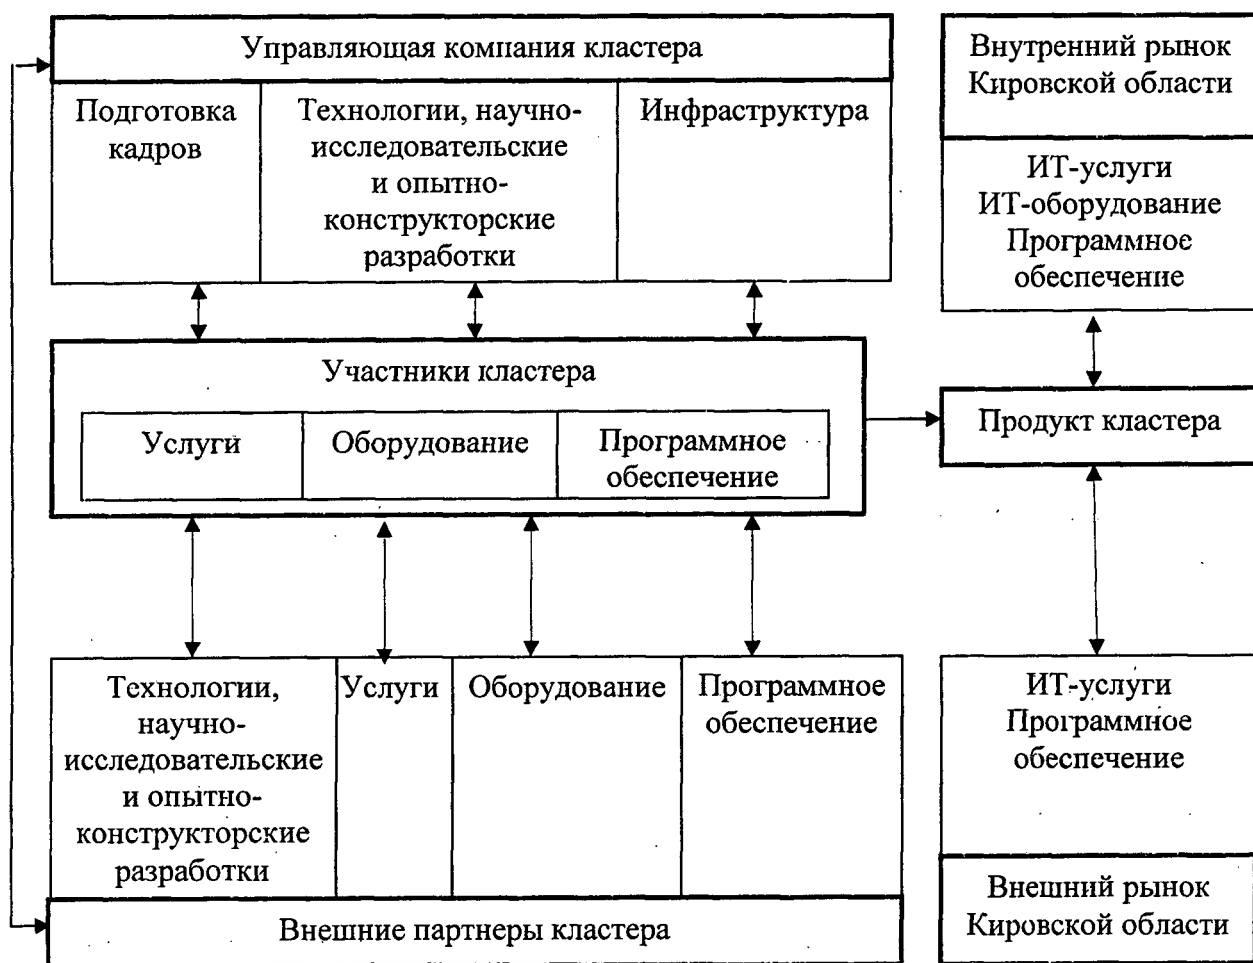 Управляющая компания кластера
Подготовка
кадров
Технологии, научно-
исследовательские
и опытно-
конструкторские
разработки
Инфраструктура
Внутренний рынок
Кировской области
ИТ-услуги
ИТ-оборудование
Программное
обеспечение
Участники кластера
Услуги
Оборудование
Программное
обеспечение
Продукт кластера
Технологии,
научно-
исследовательские
и опытно-
конструкторские
разработки
Услуги
Оборудование
Программное
обеспечение
Внешние партнеры кластера
ИТ-услуги
Программное
обеспечение
Внешний рынок
Кировской области